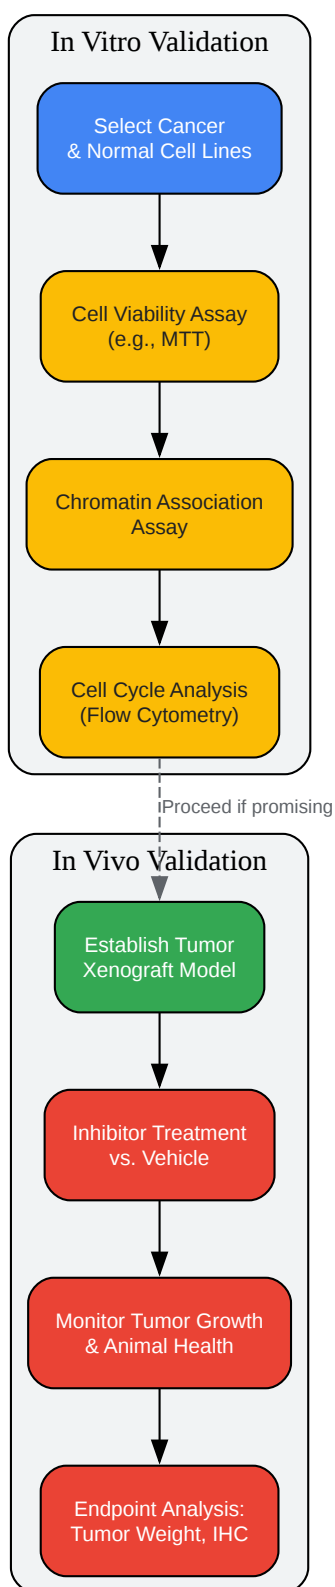 In Vitro Validation
Select Cancer
& Normal Cell Lines
Cell Viability Assay
(e.g., MTT)
Chromatin Association
Assay
Cell Cycle Analysis
(Flow Cytometry)
Proceed if promising
In Vivo Validation
Establish Tumor
Xenograft Model
Inhibitor Treatment
vs. Vehicle
Monitor Tumor Growth
& Animal Health
Endpoint Analysis:
Tumor Weight, IHC